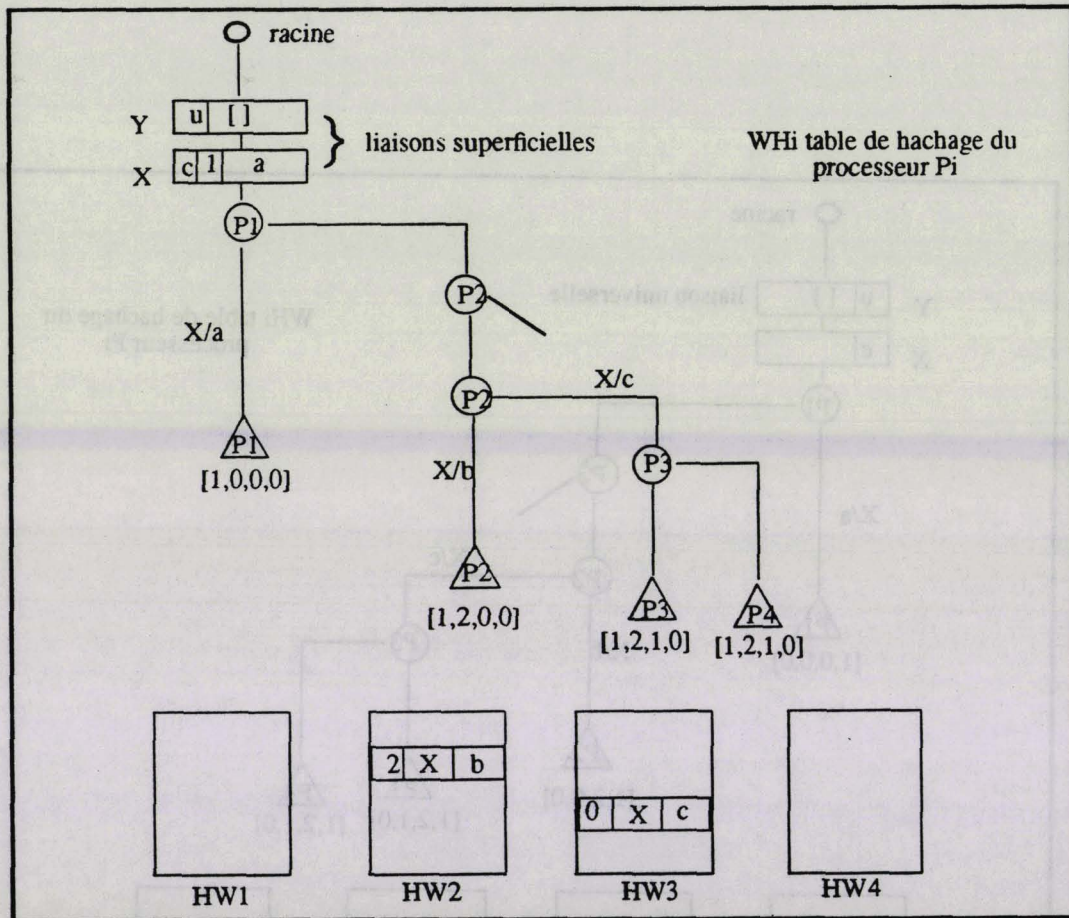 racine
Y u [ ]
liaisons superficielles
X c 1 a
WHi table de hachage du
processeur Pi
P1
P2
X/a
P2
X/c
P1
[1,0,0,0]
X/b
P3
P2
[1,2,0,0]
P3
[1,2,1,0]
P4
[1,2,1,0]
2 X b
0 X c
HW1
HW2
HW3
HW4